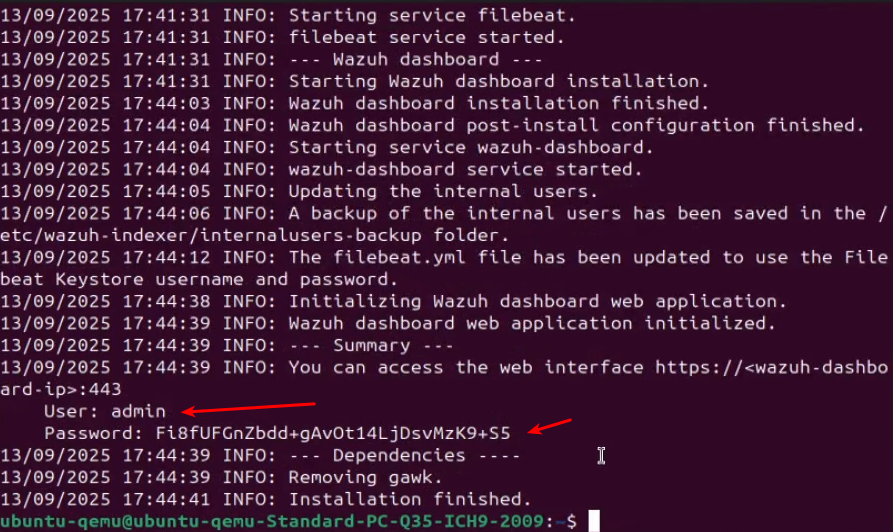 13/09/2025 17:41:31 INFO: Starting service filebeat.
13/09/2025 17:41:31 INFO: filebeat service started.
13/09/2025 17:41:31 INFO: --- Wazuh dashboard ---
13/09/2025 17:41:31 INFO: Starting Wazuh dashboard installation.
13/09/2025 17:44:03 INFO: Wazuh dashboard installation finished.
13/09/2025 17:44:04 INFO: Wazuh dashboard post-install configuration finished.
13/09/2025 17:44:04 INFO: Starting service wazuh-dashboard.
13/09/2025 17:44:04 INFO: wazuh-dashboard service started.
13/09/2025 17:44:05 INFO: Updating the internal users.
13/09/2025 17:44:06 INFO: A backup of the internal users has been saved in the /
etc/wazuh-indexer/internalusers-backup folder.
13/09/2025 17:44:12 INFO: The filebeat.yml file has been updated to use the File
beat Keystore username and password.
13/09/2025 17:44:38 INFO: Initializing Wazuh dashboard web application.
13/09/2025 17:44:39 INFO: Wazuh dashboard web application initialized.
13/09/2025 17:44:39 INFO: --- Summary ---
13/09/2025 17:44:39 INFO: You can access the web interface https://<wazuh-dashbo
ard-ip>:443
    User: admin
    Password: Fi8fUFGnZbdd+gAvOt14LjDsvMzK9+S5
13/09/2025 17:44:39 INFO: --- Dependencies ----
13/09/2025 17:44:39 INFO: Removing gawk.
13/09/2025 17:44:41 INFO: Installation finished.
ubuntu-qemu@ubuntu-qemu-Standard-PC-Q35-ICH9-2009:~$